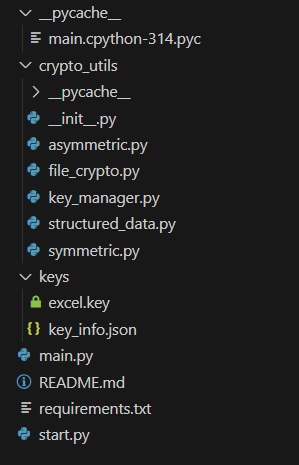 __pycache__
main.cpython-314.pyc
crypto_utils
__pycache__
__init__.py
asymmetric.py
file_crypto.py
key_manager.py
structured_data.py
symmetric.py
keys
excel.key
key_info.json
main.py
README.md
requirements.txt
start.py